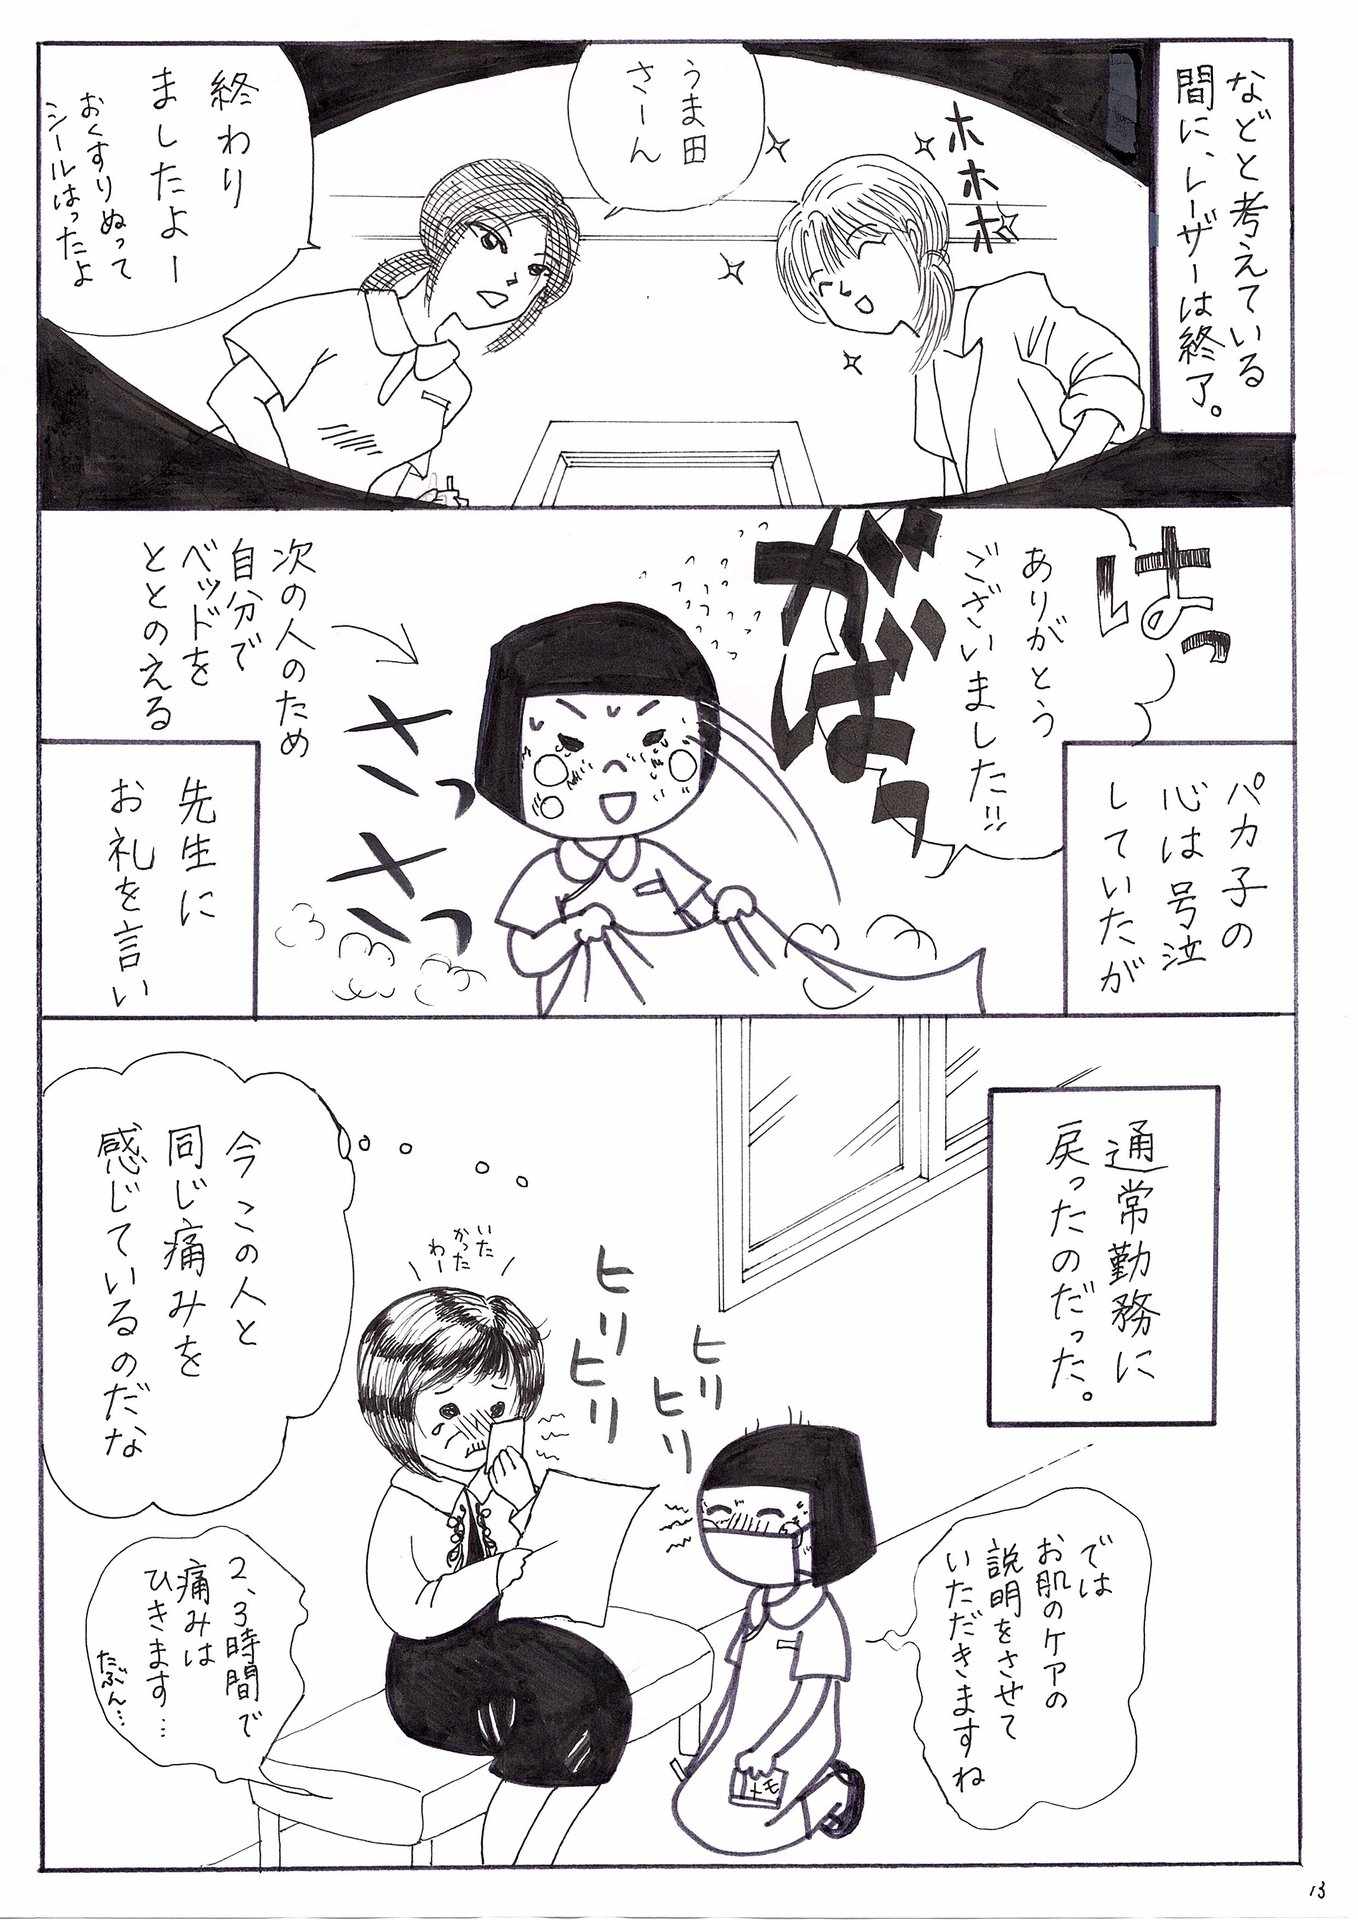 などと考えている
間に、レーザーは終了。
ホホホ
うま田
さーん
終わり
ましたよー
おくすりぬって
シールはったよ
はっ
ありがとう
ございました!!
がばっ
次の人のため
自分で
ベッドを
ととのえる
パカ子の
心は号泣
していたが
先生に
お礼を言い
通常勤務に
戻ったのだった。
今この人と
同じ痛みを
感じているのだな
いた
かった
わー
ヒリ
ヒリ
ヒリ
ヒリ
では
お肌のケアの
説明をさせて
いただきますね
2、3時間で
痛みは
ひきます…
たぶん…
メモ
13